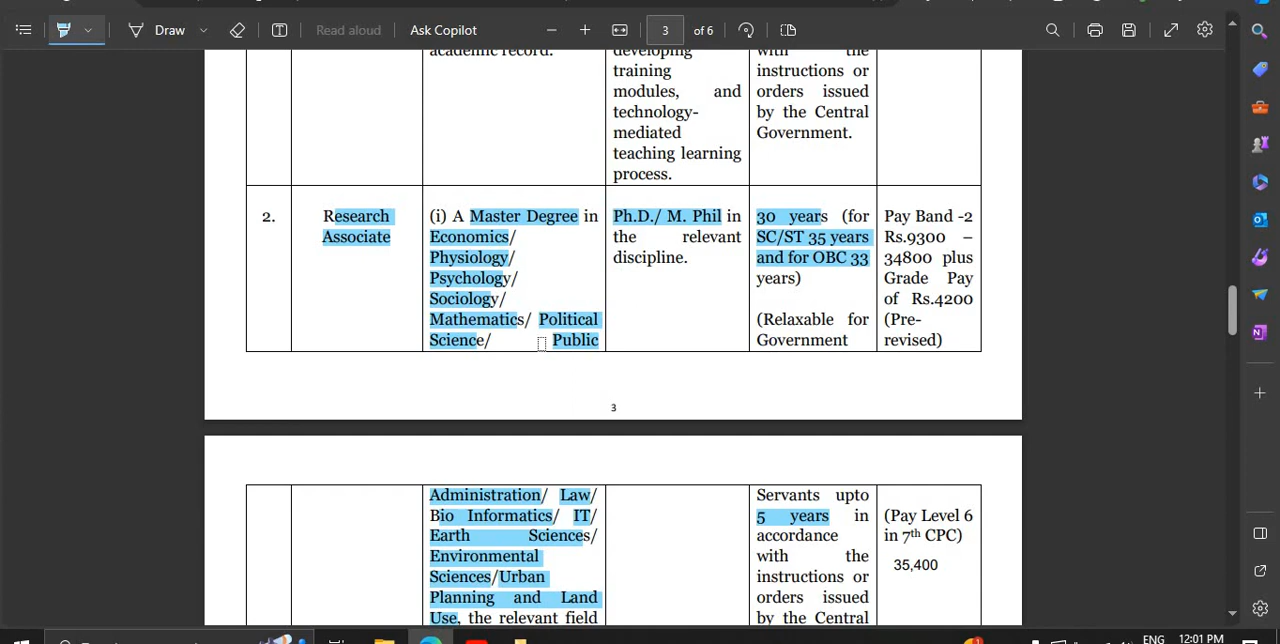 Draw
Read aloud
Ask Copilot
3
of 6
academic record.
developing
training
modules, and
technology-
mediated
teaching learning
process.
with the
instructions or
orders issued
by the Central
Government.
2.
Research
Associate
(i) A Master Degree in
Economics/
Physiology/
Psychology/
Sociology/
Mathematics/ Political
Science/ Public
Ph.D./ M. Phil in
the relevant
discipline.
30 years (for
SC/ST 35 years
and for OBC 33
years)
(Relaxable for
Government
Pay Band -2
Rs.9300 –
34800 plus
Grade Pay
of Rs.4200
(Pre-
revised)
3
Administration/ Law/
Bio Informatics/ IT/
Earth Sciences/
Environmental
Sciences/Urban
Planning and Land
Use, the relevant field
Servants upto
5 years in
accordance
with the
instructions or
orders issued
by the Central
(Pay Level 6
in 7th CPC)
35,400
ENG
12:01 PM